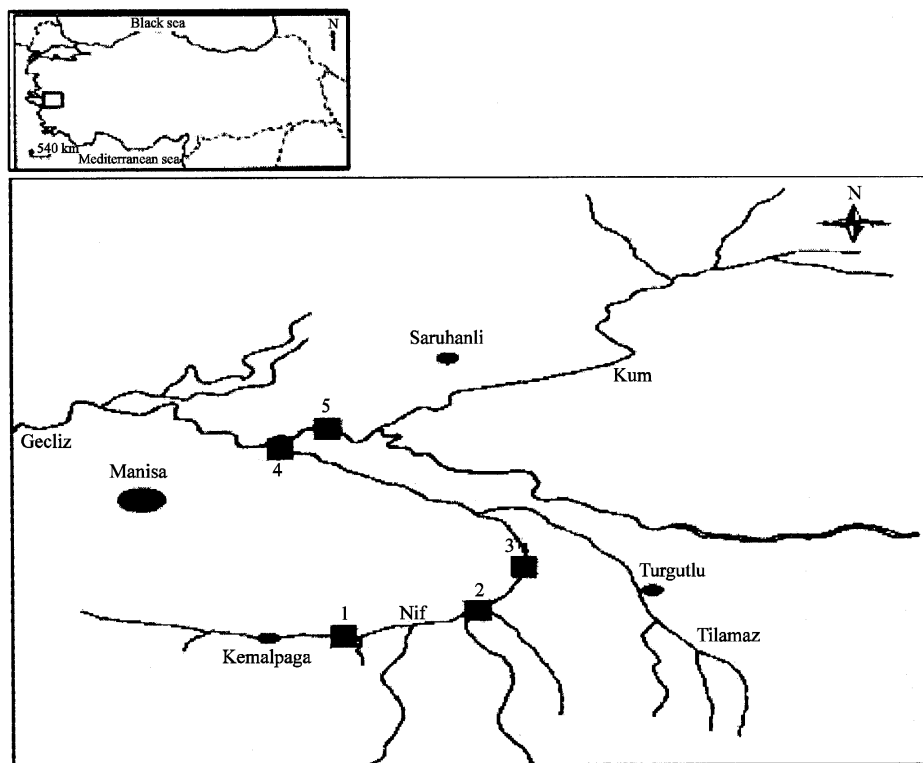 Black sea
N
540 km
Mediterranean sea
N
Saruhanli
Kum
5
Gecliz
4
Manisa
3
Turgutlu
2
1
Nif
Tilamaz
Kemalpaga